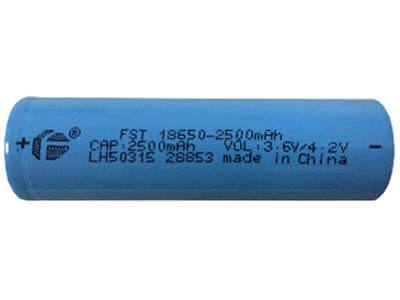 FST 18650-2500mAh
CAP:2500mAh VOL:3.6V/4.2V
+ ® -
LH50315 28853 made in China